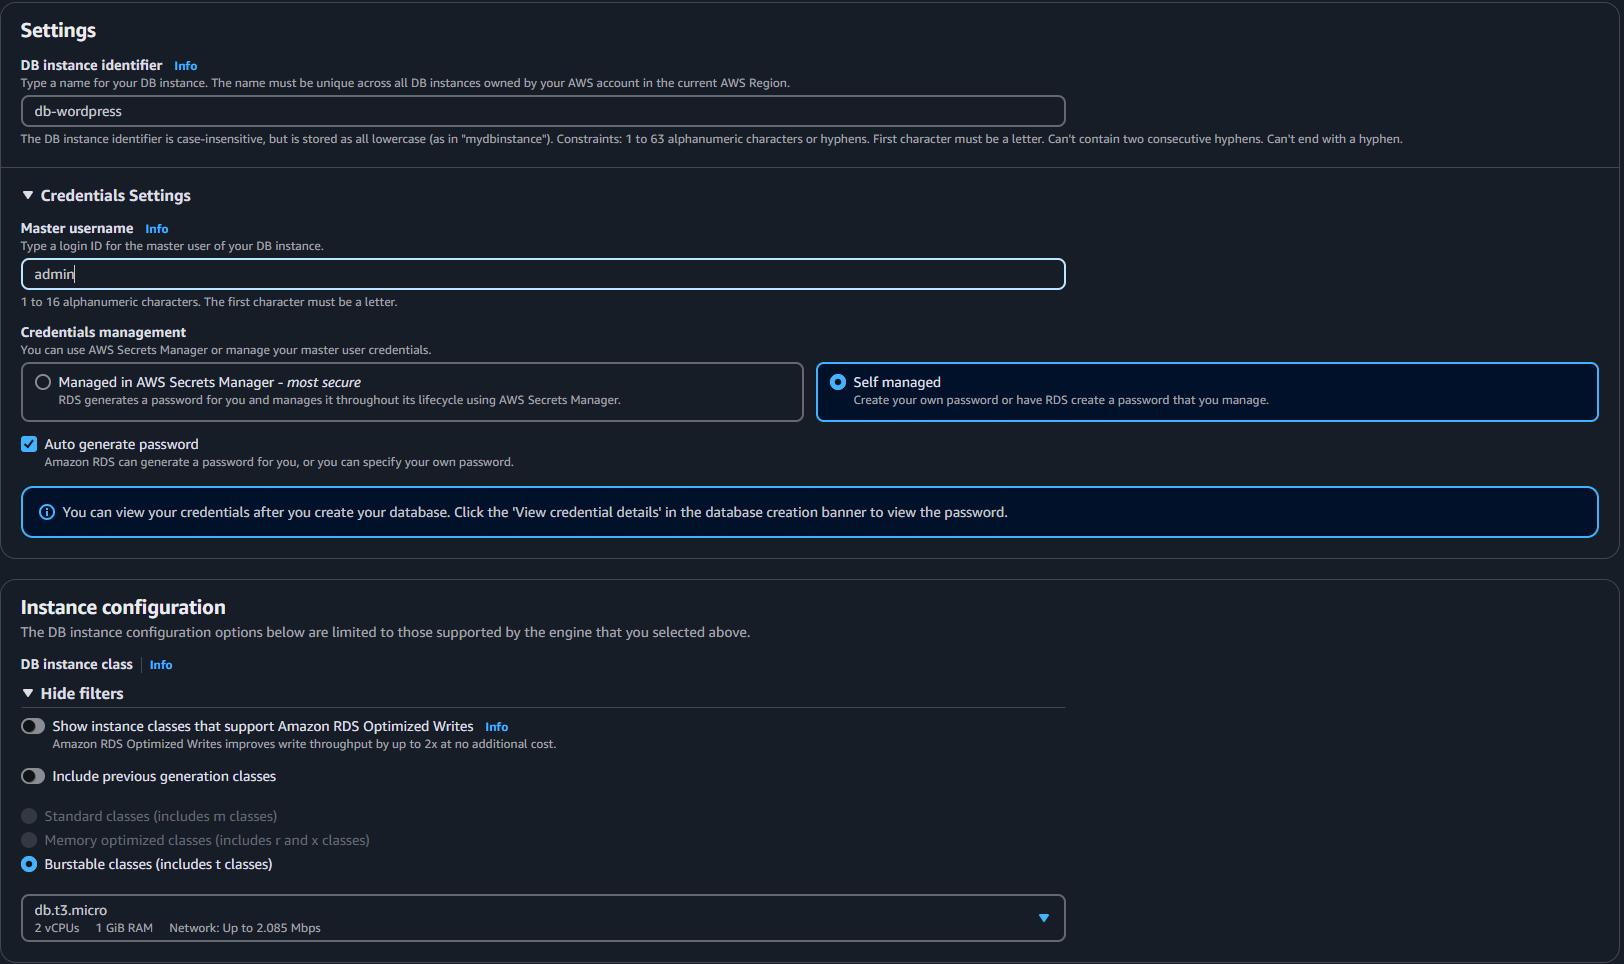 Settings
DB instance identifier Info
Type a name for your DB instance. The name must be unique across all DB instances owned by your AWS account in the current AWS Region.
db-wordpress
The DB instance identifier is case-insensitive, but is stored as all lowercase (as in "mydbinstance"). Constraints: 1 to 63 alphanumeric characters or hyphens. First character must be a letter. Can't contain two consecutive hyphens. Can't end with a hyphen.
Credentials Settings
Master username Info
Type a login ID for the master user of your DB instance.
admin
1 to 16 alphanumeric characters. The first character must be a letter.
Credentials management
You can use AWS Secrets Manager or manage your master user credentials.
Managed in AWS Secrets Manager - most secure
RDS generates a password for you and manages it throughout its lifecycle using AWS Secrets Manager.
Self managed
Create your own password or have RDS create a password that you manage.
Auto generate password
Amazon RDS can generate a password for you, or you can specify your own password.
You can view your credentials after you create your database. Click the 'View credential details' in the database creation banner to view the password.
Instance configuration
The DB instance configuration options below are limited to those supported by the engine that you selected above.
DB instance class Info
Hide filters
Show instance classes that support Amazon RDS Optimized Writes Info
Amazon RDS Optimized Writes improves write throughput by up to 2x at no additional cost.
Include previous generation classes
Standard classes (includes m classes)
Memory optimized classes (includes r and x classes)
Burstable classes (includes t classes)
db.t3.micro
2 vCPUs 1 GiB RAM Network: Up to 2.085 Mbps